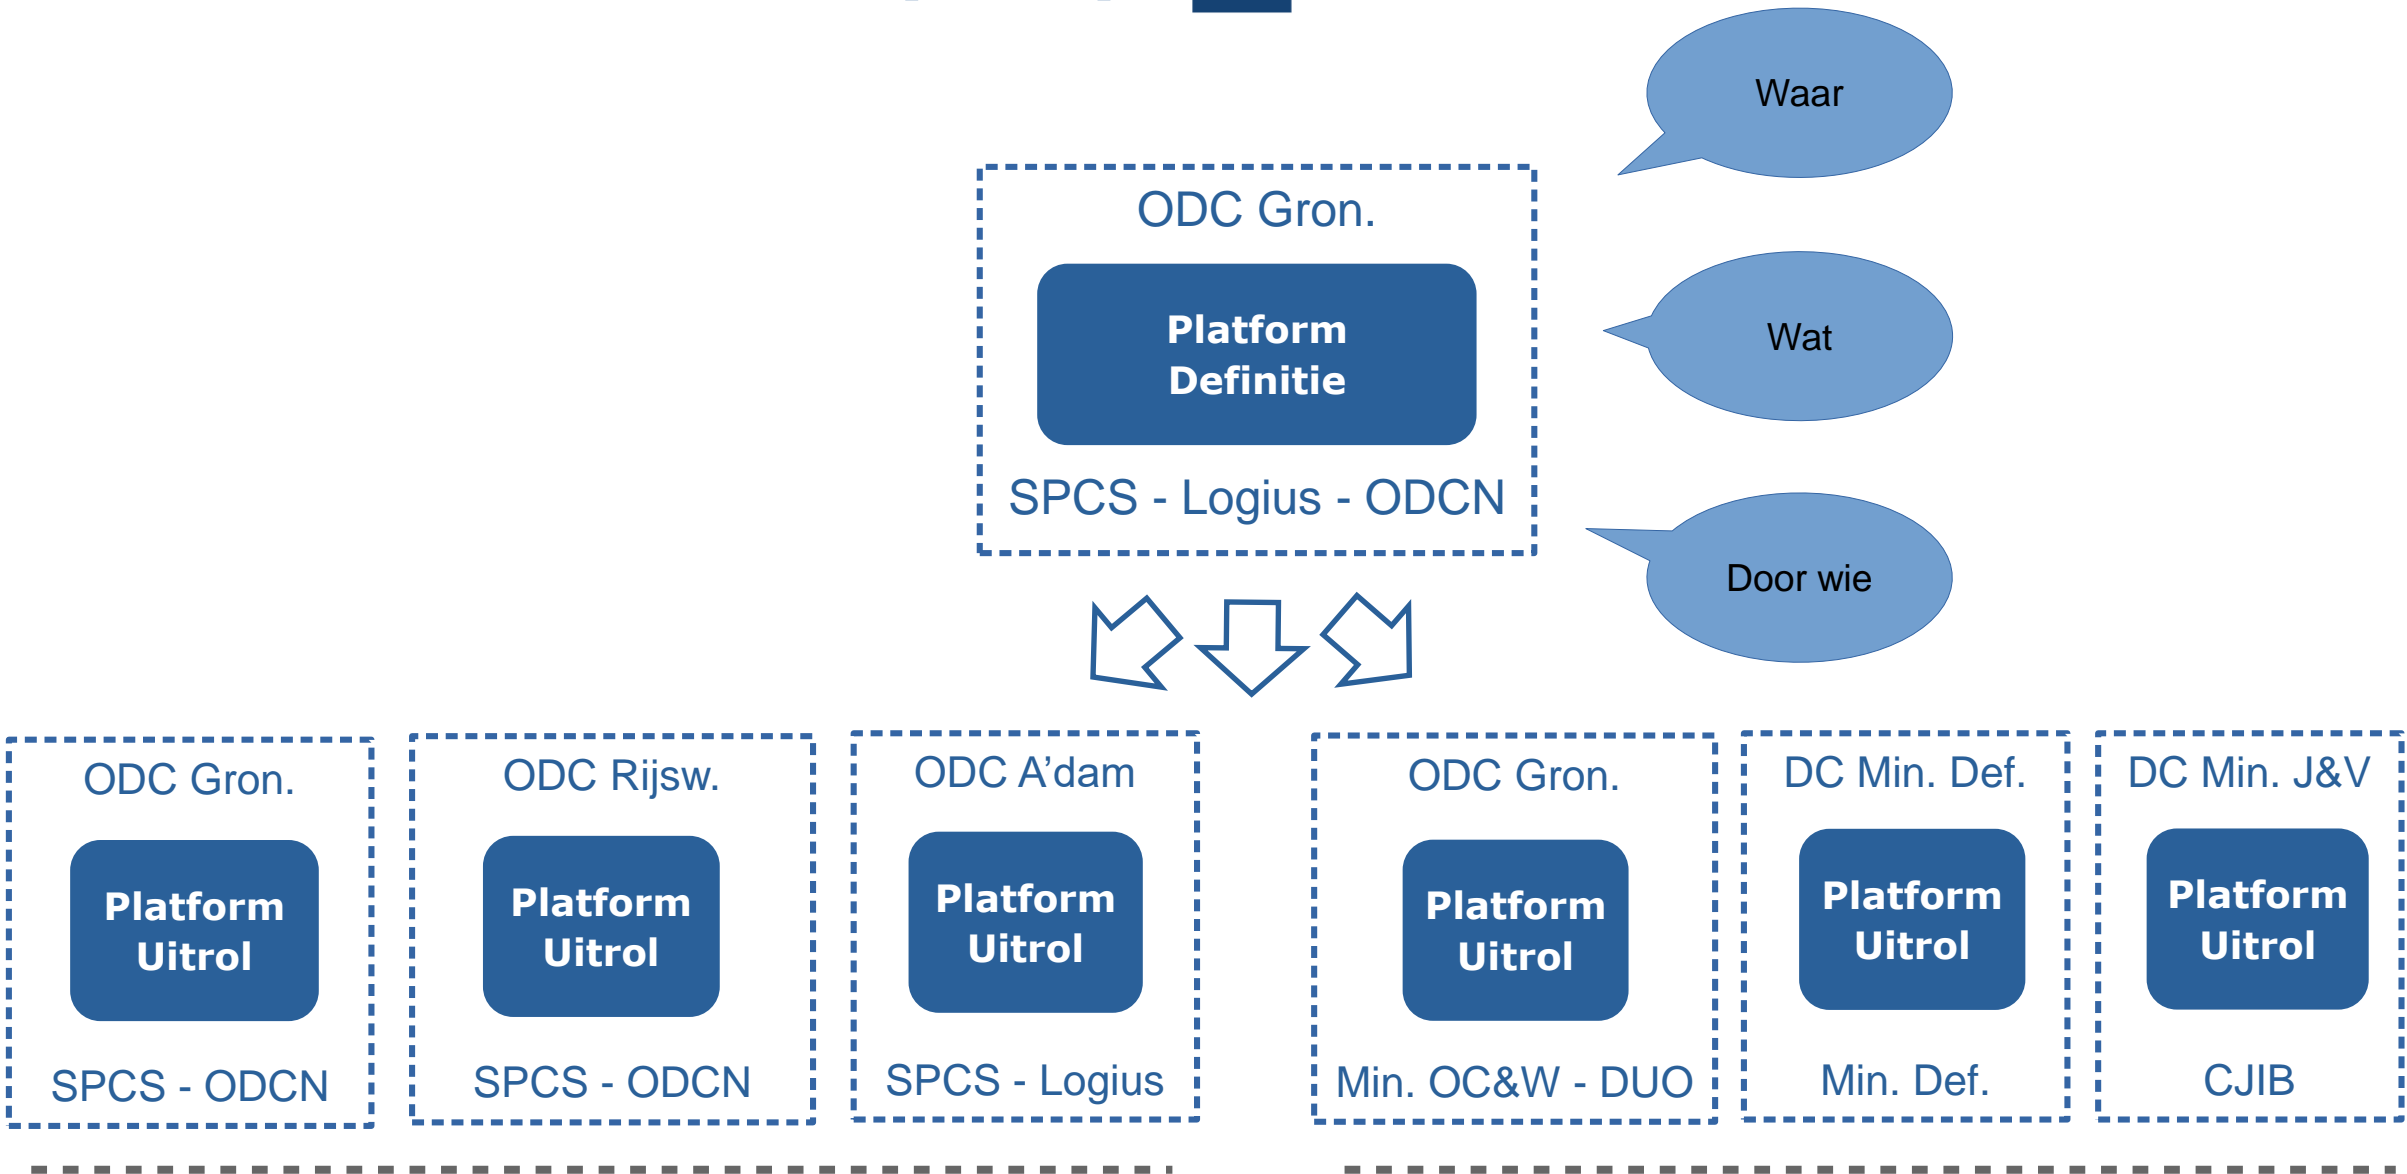 Waar
ODC Gron.
Platform
Definitie
Wat
SPCS - Logius - ODCN
Door wie
ODC Gron.
Platform
Uitrol
SPCS - ODCN
ODC Rijsw.
Platform
Uitrol
SPCS - ODCN
ODC A’dam
Platform
Uitrol
SPCS - Logius
ODC Gron.
Platform
Uitrol
Min. OC&W - DUO
DC Min. Def.
Platform
Uitrol
Min. Def.
DC Min. J&V
Platform
Uitrol
CJIB